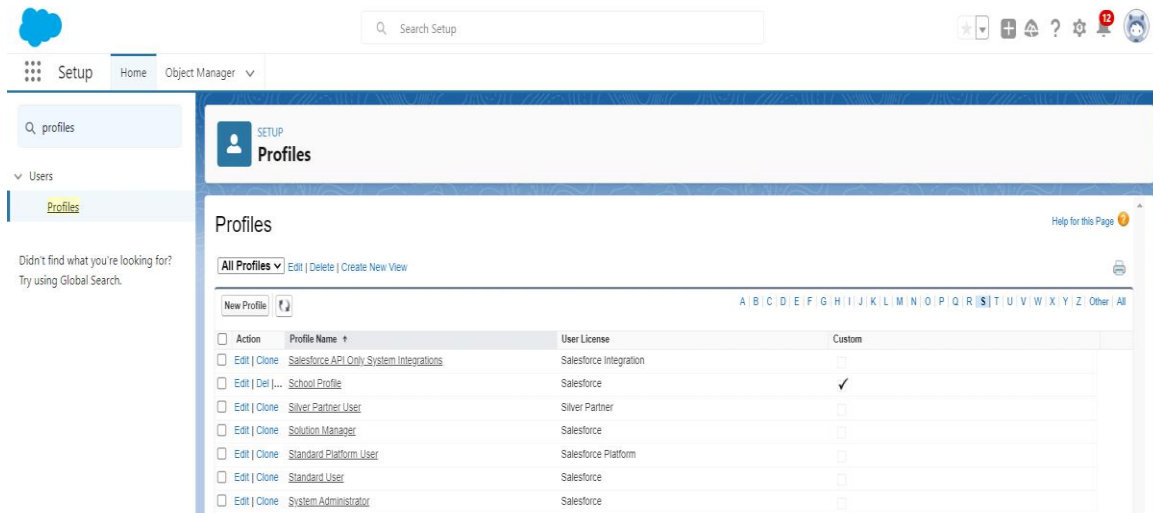 Search Setup
12
Setup Home Object Manager
profiles
Users
Profiles
Didn't find what you're looking for?
Try using Global Search.
SETUP
Profiles
Profiles
Help for this Page ?
All Profiles Edit | Delete | Create New View
New Profile
A | B | C | D | E | F | G | H | I | J | K | L | M | N | O | P | Q | R | S | T | U | V | W | X | Y | Z | Other | All
Action Profile Name ↑ User License Custom
Edit | Clone Salesforce API Only System Integrations Salesforce Integration
Edit | Del |... School Profile Salesforce ✓
Edit | Clone Silver Partner User Silver Partner
Edit | Clone Solution Manager Salesforce
Edit | Clone Standard Platform User Salesforce Platform
Edit | Clone Standard User Salesforce
Edit | Clone System Administrator Salesforce